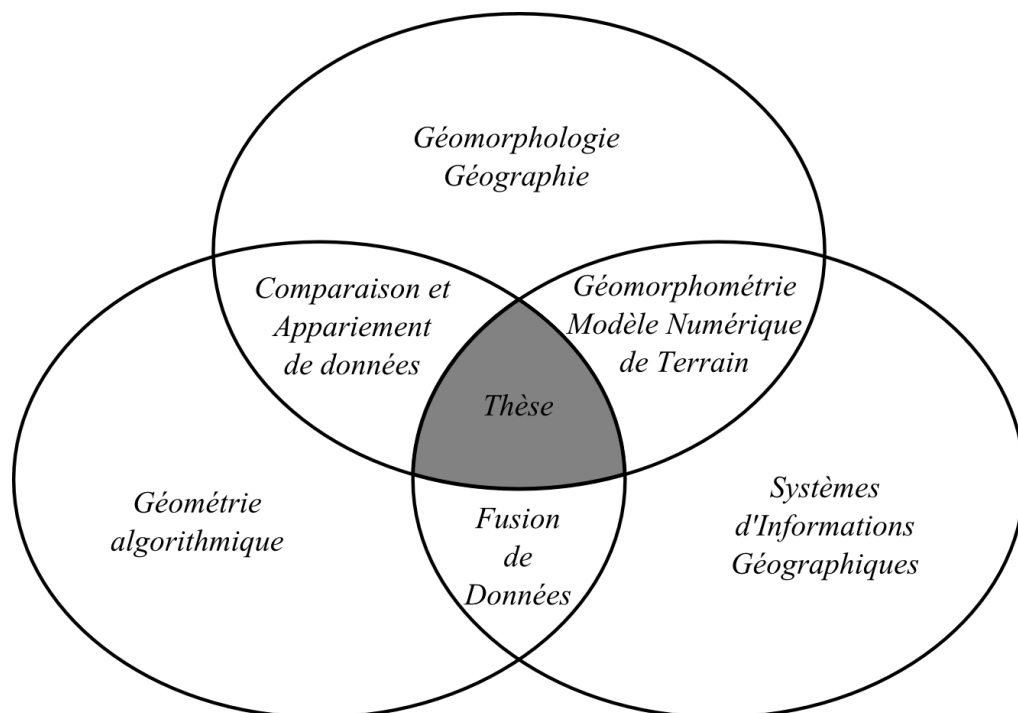 Géomorphologie
Géographie
Comparaison et
Appariement
de données
Géomorphométrie
Modèle Numérique
de Terrain
Thèse
Géométrie
algorithmique
Fusion
de
Données
Systèmes
d'Informations
Géographiques